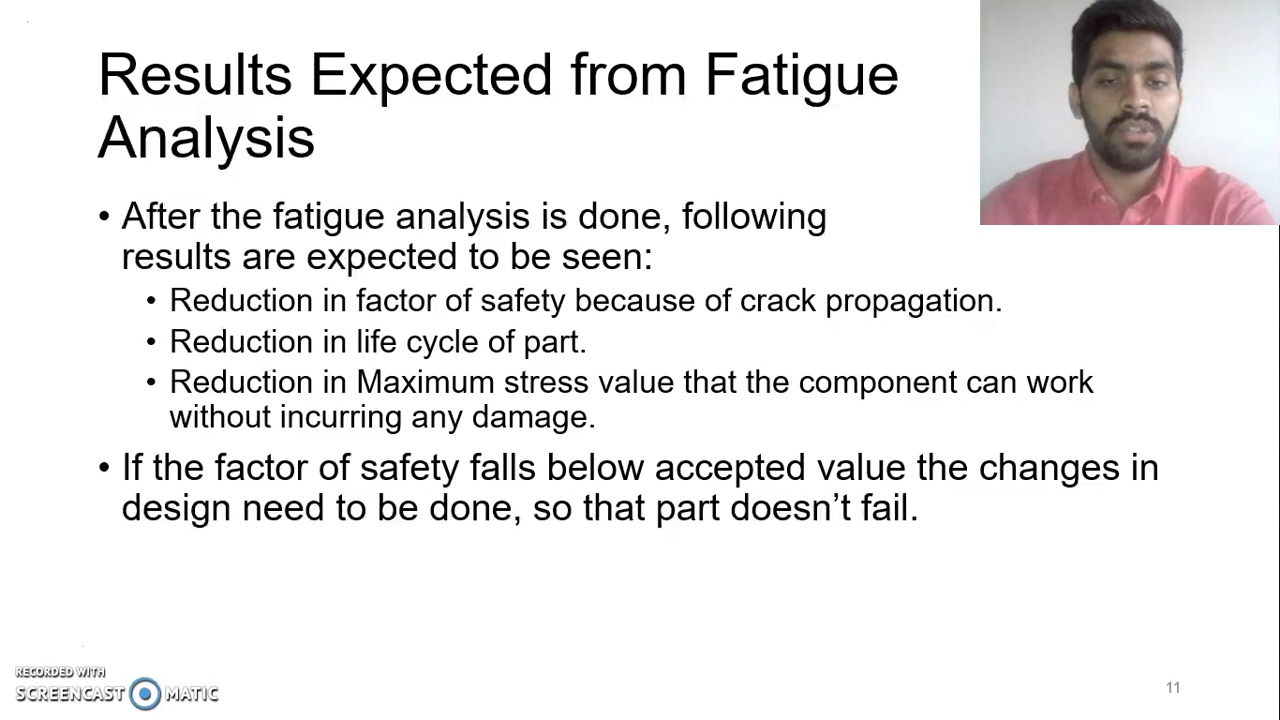 Results Expected from Fatigue
Analysis
• After the fatigue analysis is done, following
results are expected to be seen:
• Reduction in factor of safety because of crack propagation.
• Reduction in life cycle of part.
• Reduction in Maximum stress value that the component can work
without incurring any damage.
• If the factor of safety falls below accepted value the changes in
design need to be done, so that part doesn’t fail.
RECORDED WITH
SCREENCAST MATIC
11